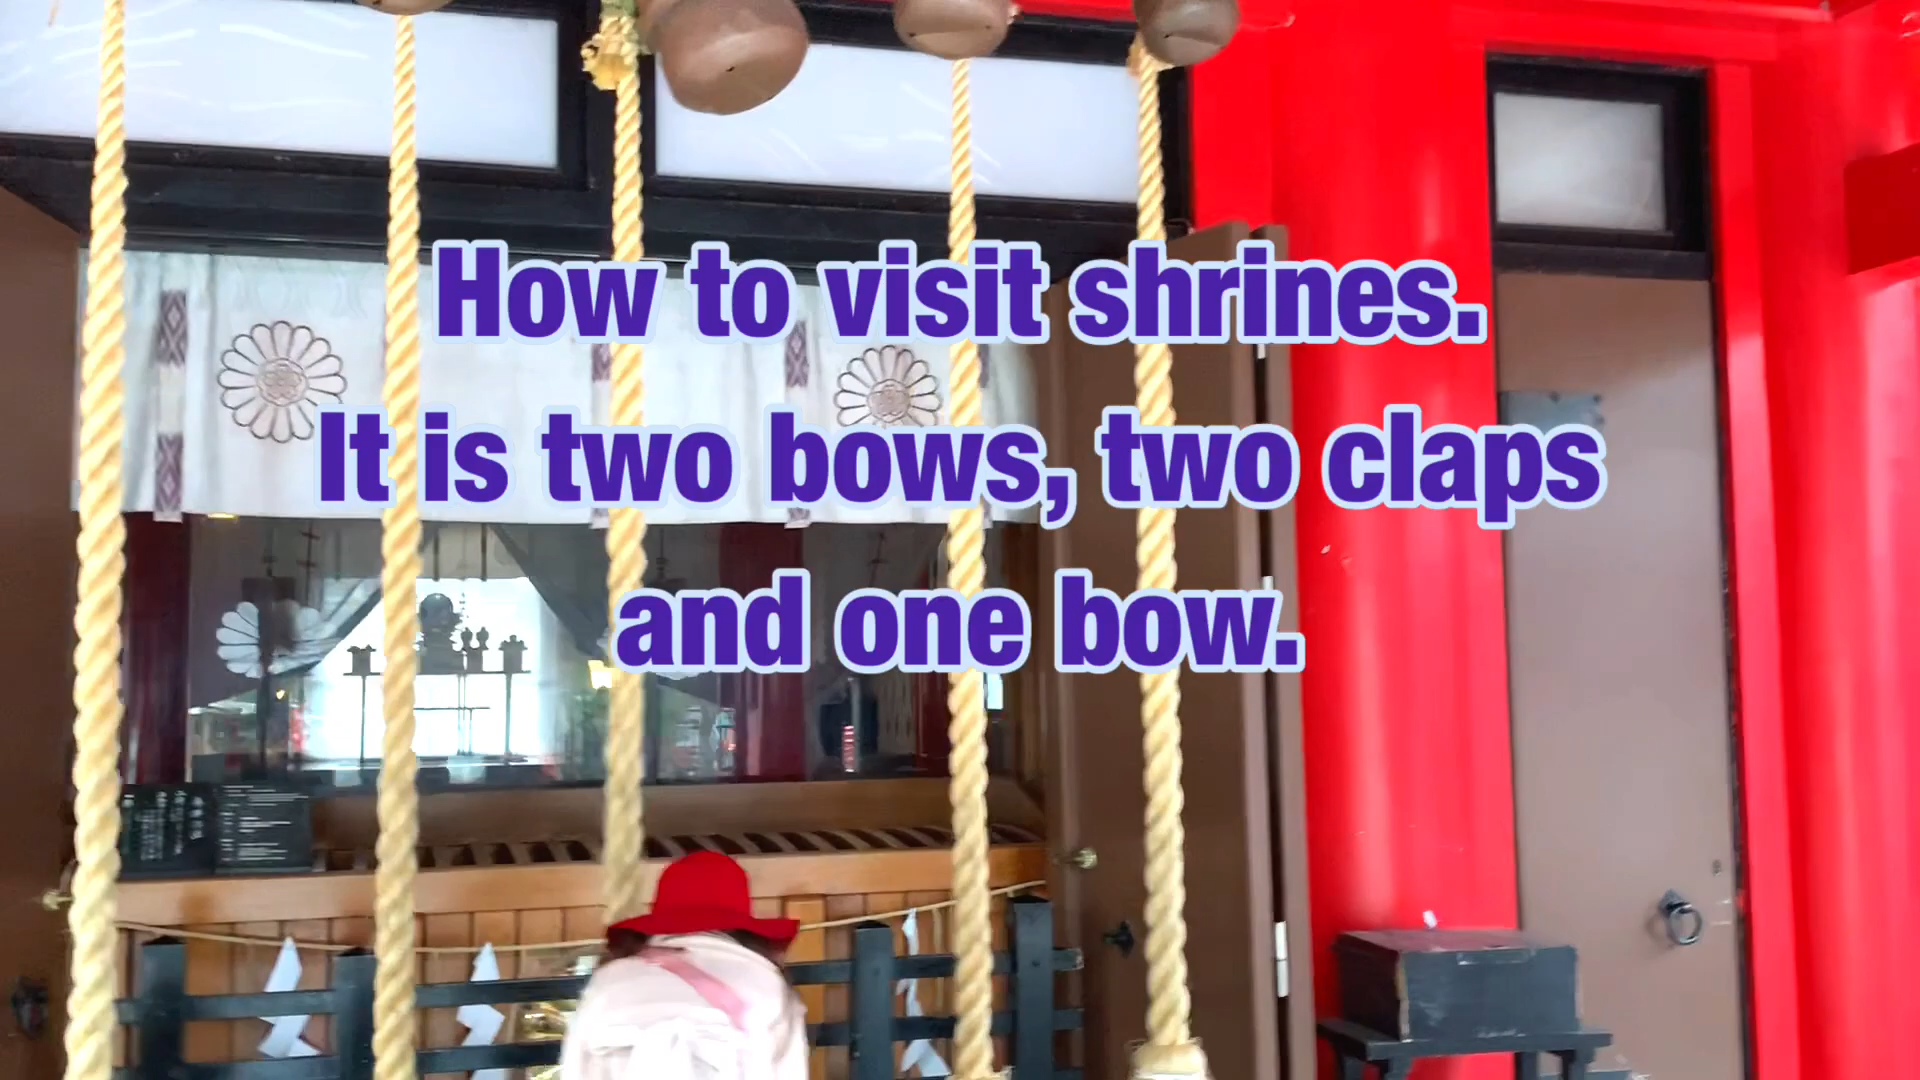 How to visit shrines.
It is two bows, two claps
and one bow.